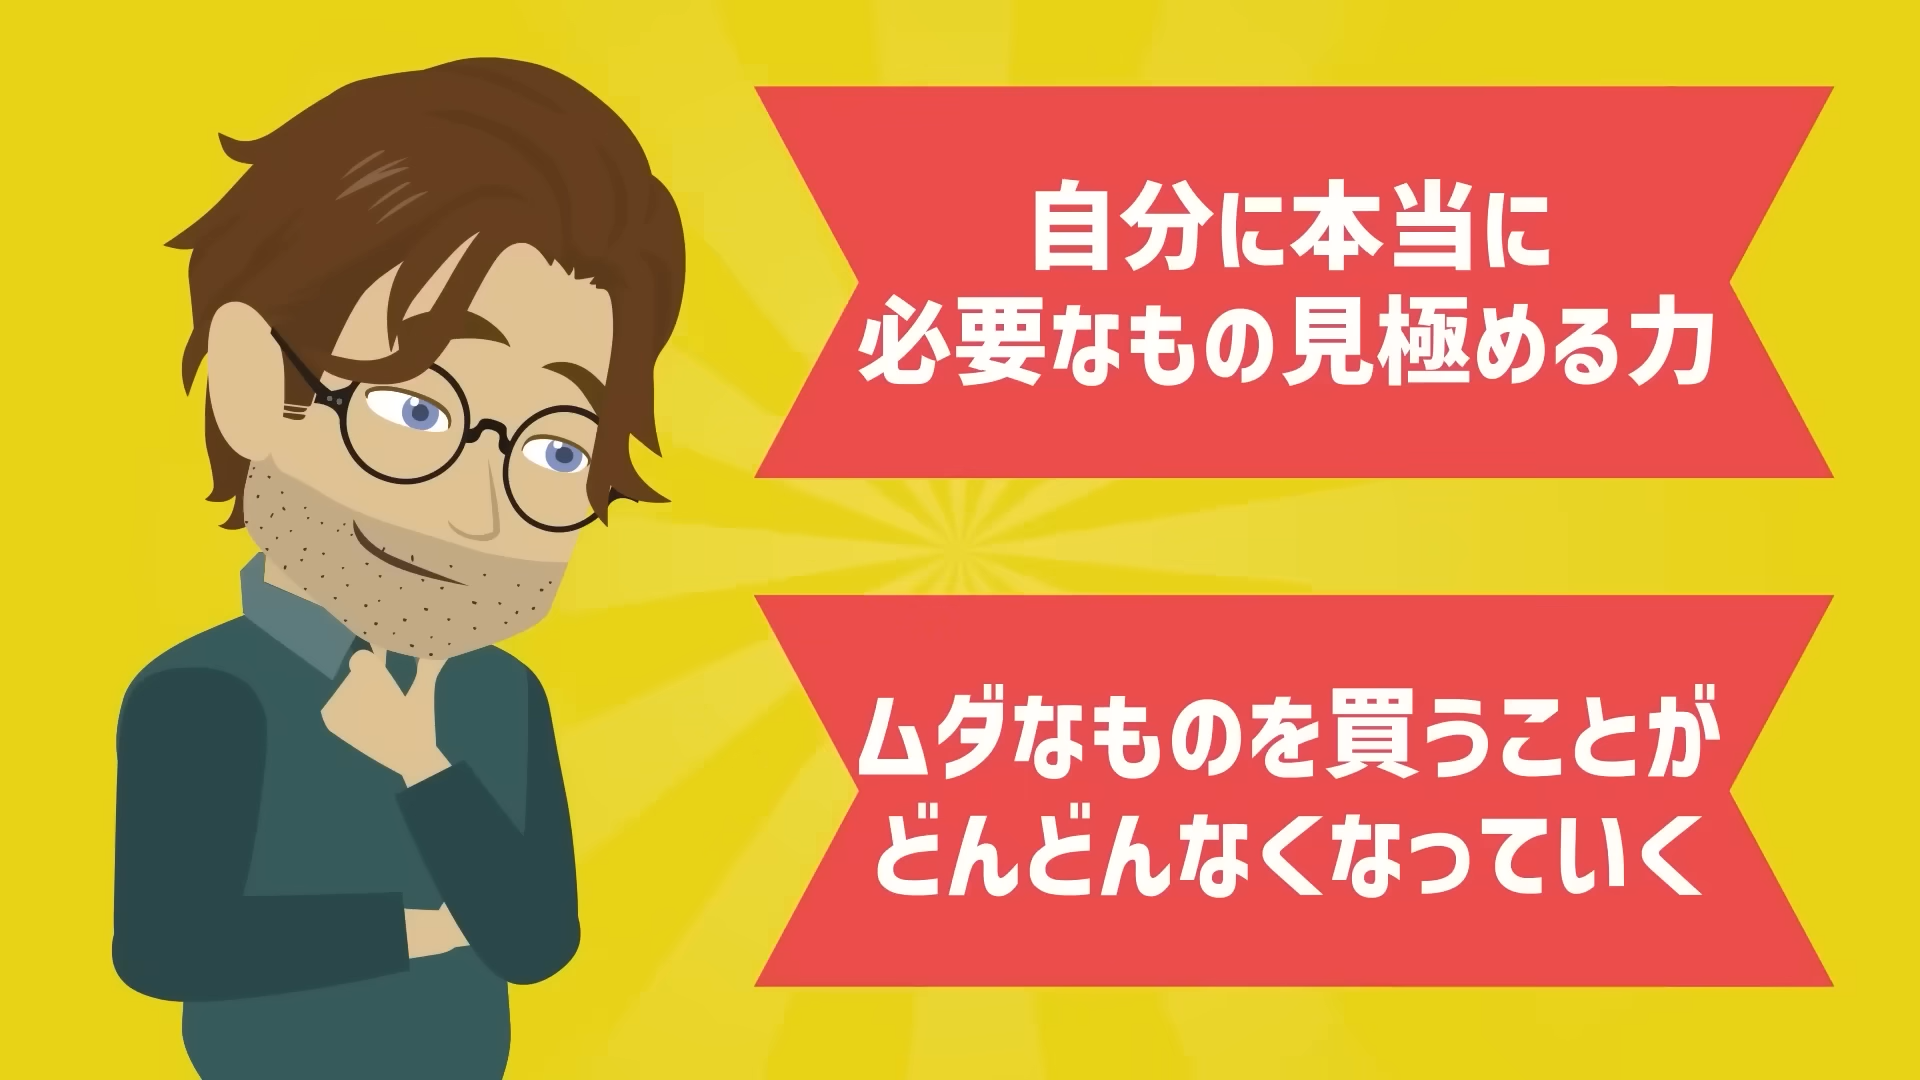 自分に本当に
必要なもの見極める力
ムダなものを買うことが
どんどんなくなっていく